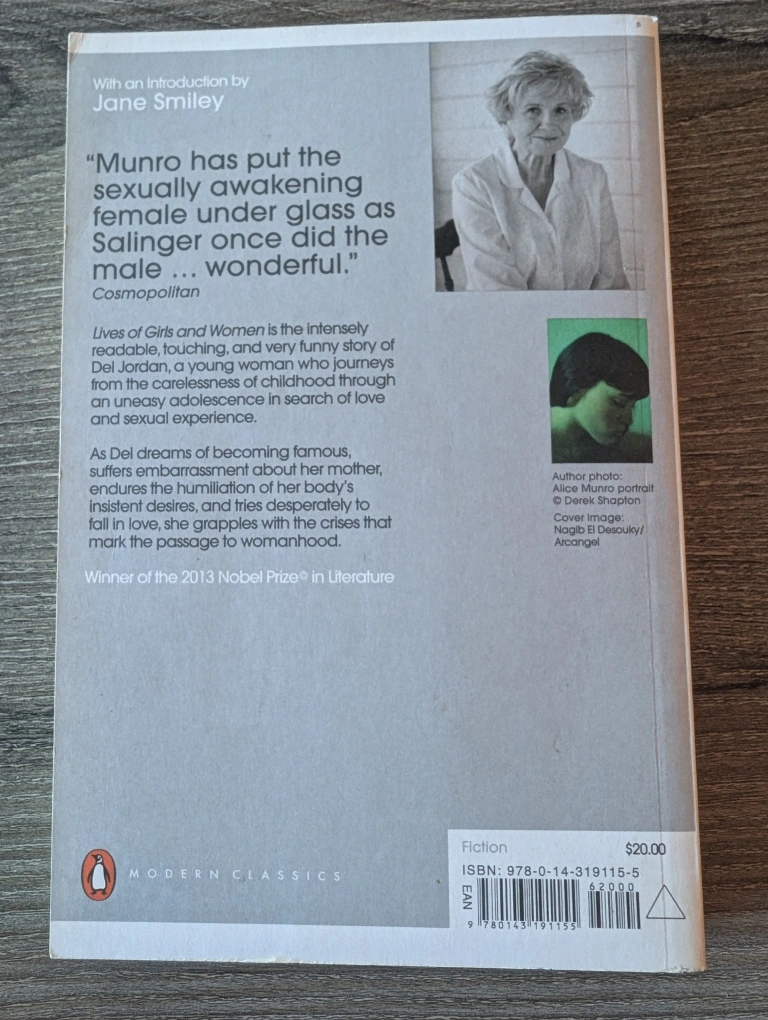 With an Introduction by
Jane Smiley
“Munro has put the
sexually awakening
female under glass as
Salinger once did the
male ... wonderful.”
Cosmopolitan
Lives of Girls and Women is the intensely
readable, touching, and very funny story of
Del Jordan, a young woman who journeys
from the carelessness of childhood through
an uneasy adolescence in search of love
and sexual experience.
As Del dreams of becoming famous,
suffers embarrassment about her mother,
endures the humiliation of her body’s
insistent desires, and tries desperately to
fall in love, she grapples with the crises that
mark the passage to womanhood.
Winner of the 2013 Nobel Prize® in Literature
Author photo:
Alice Munro portrait
© Derek Shapton
Cover image:
Nagib El Desouky/
Arcangel
MODERN CLASSICS
Fiction
$20.00
ISBN: 978-0-14-319115-5
62000
EAN
9 780143 191155